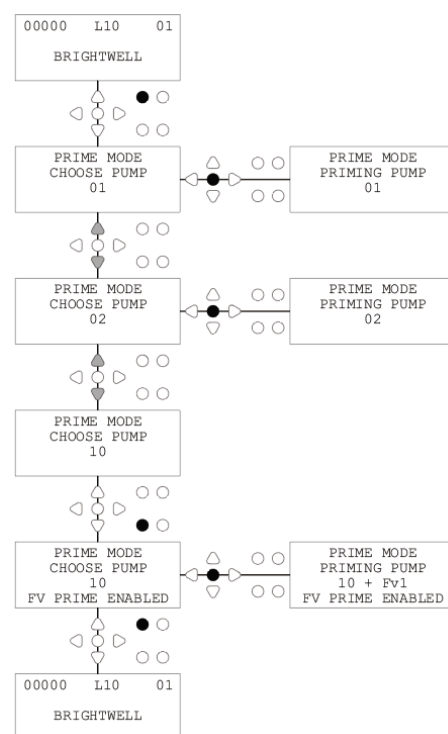 00000 L10 01
BRIGHTWELL
PRIME MODE
CHOOSE PUMP
01
PRIME MODE
PRIMING PUMP
01
PRIME MODE
CHOOSE PUMP
02
PRIME MODE
PRIMING PUMP
02
PRIME MODE
CHOOSE PUMP
10
PRIME MODE
CHOOSE PUMP
10
FV PRIME ENABLED
PRIME MODE
PRIMING PUMP
10 + Fv1
FV PRIME ENABLED
00000 L10 01
BRIGHTWELL